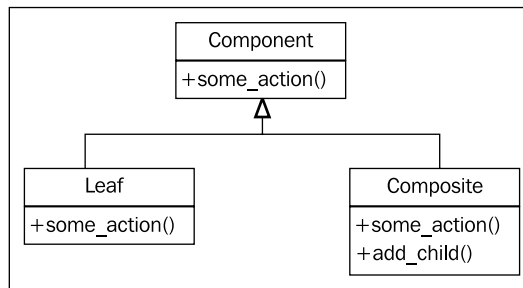 Component
+some_action()
Leaf
+some_action()
Composite
+some_action()
+add_child()